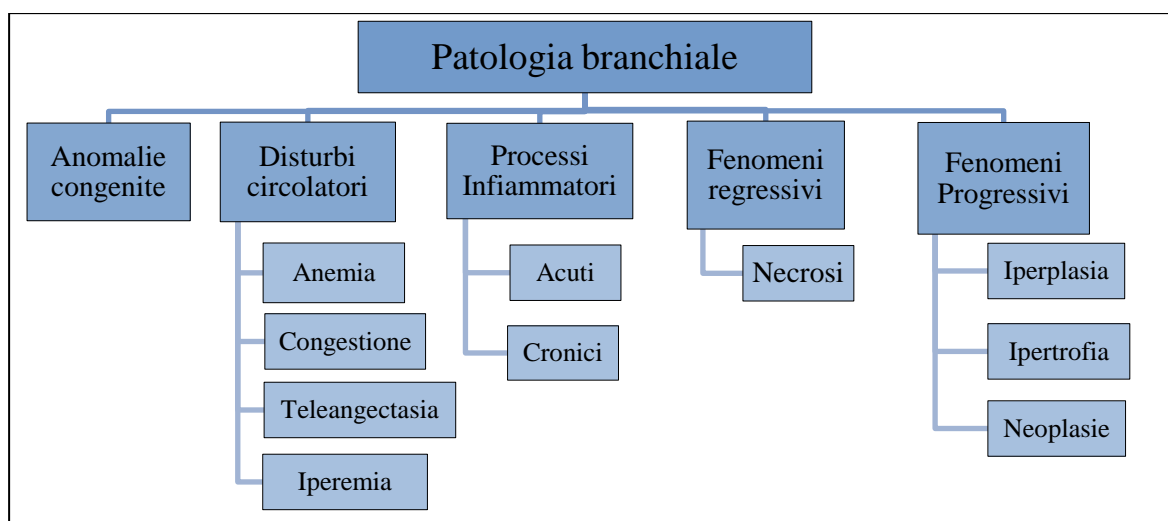 Patologia branchiale
Anomalie
congenite
Disturbi
circolatori
Anemia
Congestione
Teleangectasia
Iperemia
Processi
Infiammatori
Acuti
Cronici
Fenomeni
regressivi
Necrosi
Fenomeni
Progressivi
Iperplasia
Ipertrofia
Neoplasie